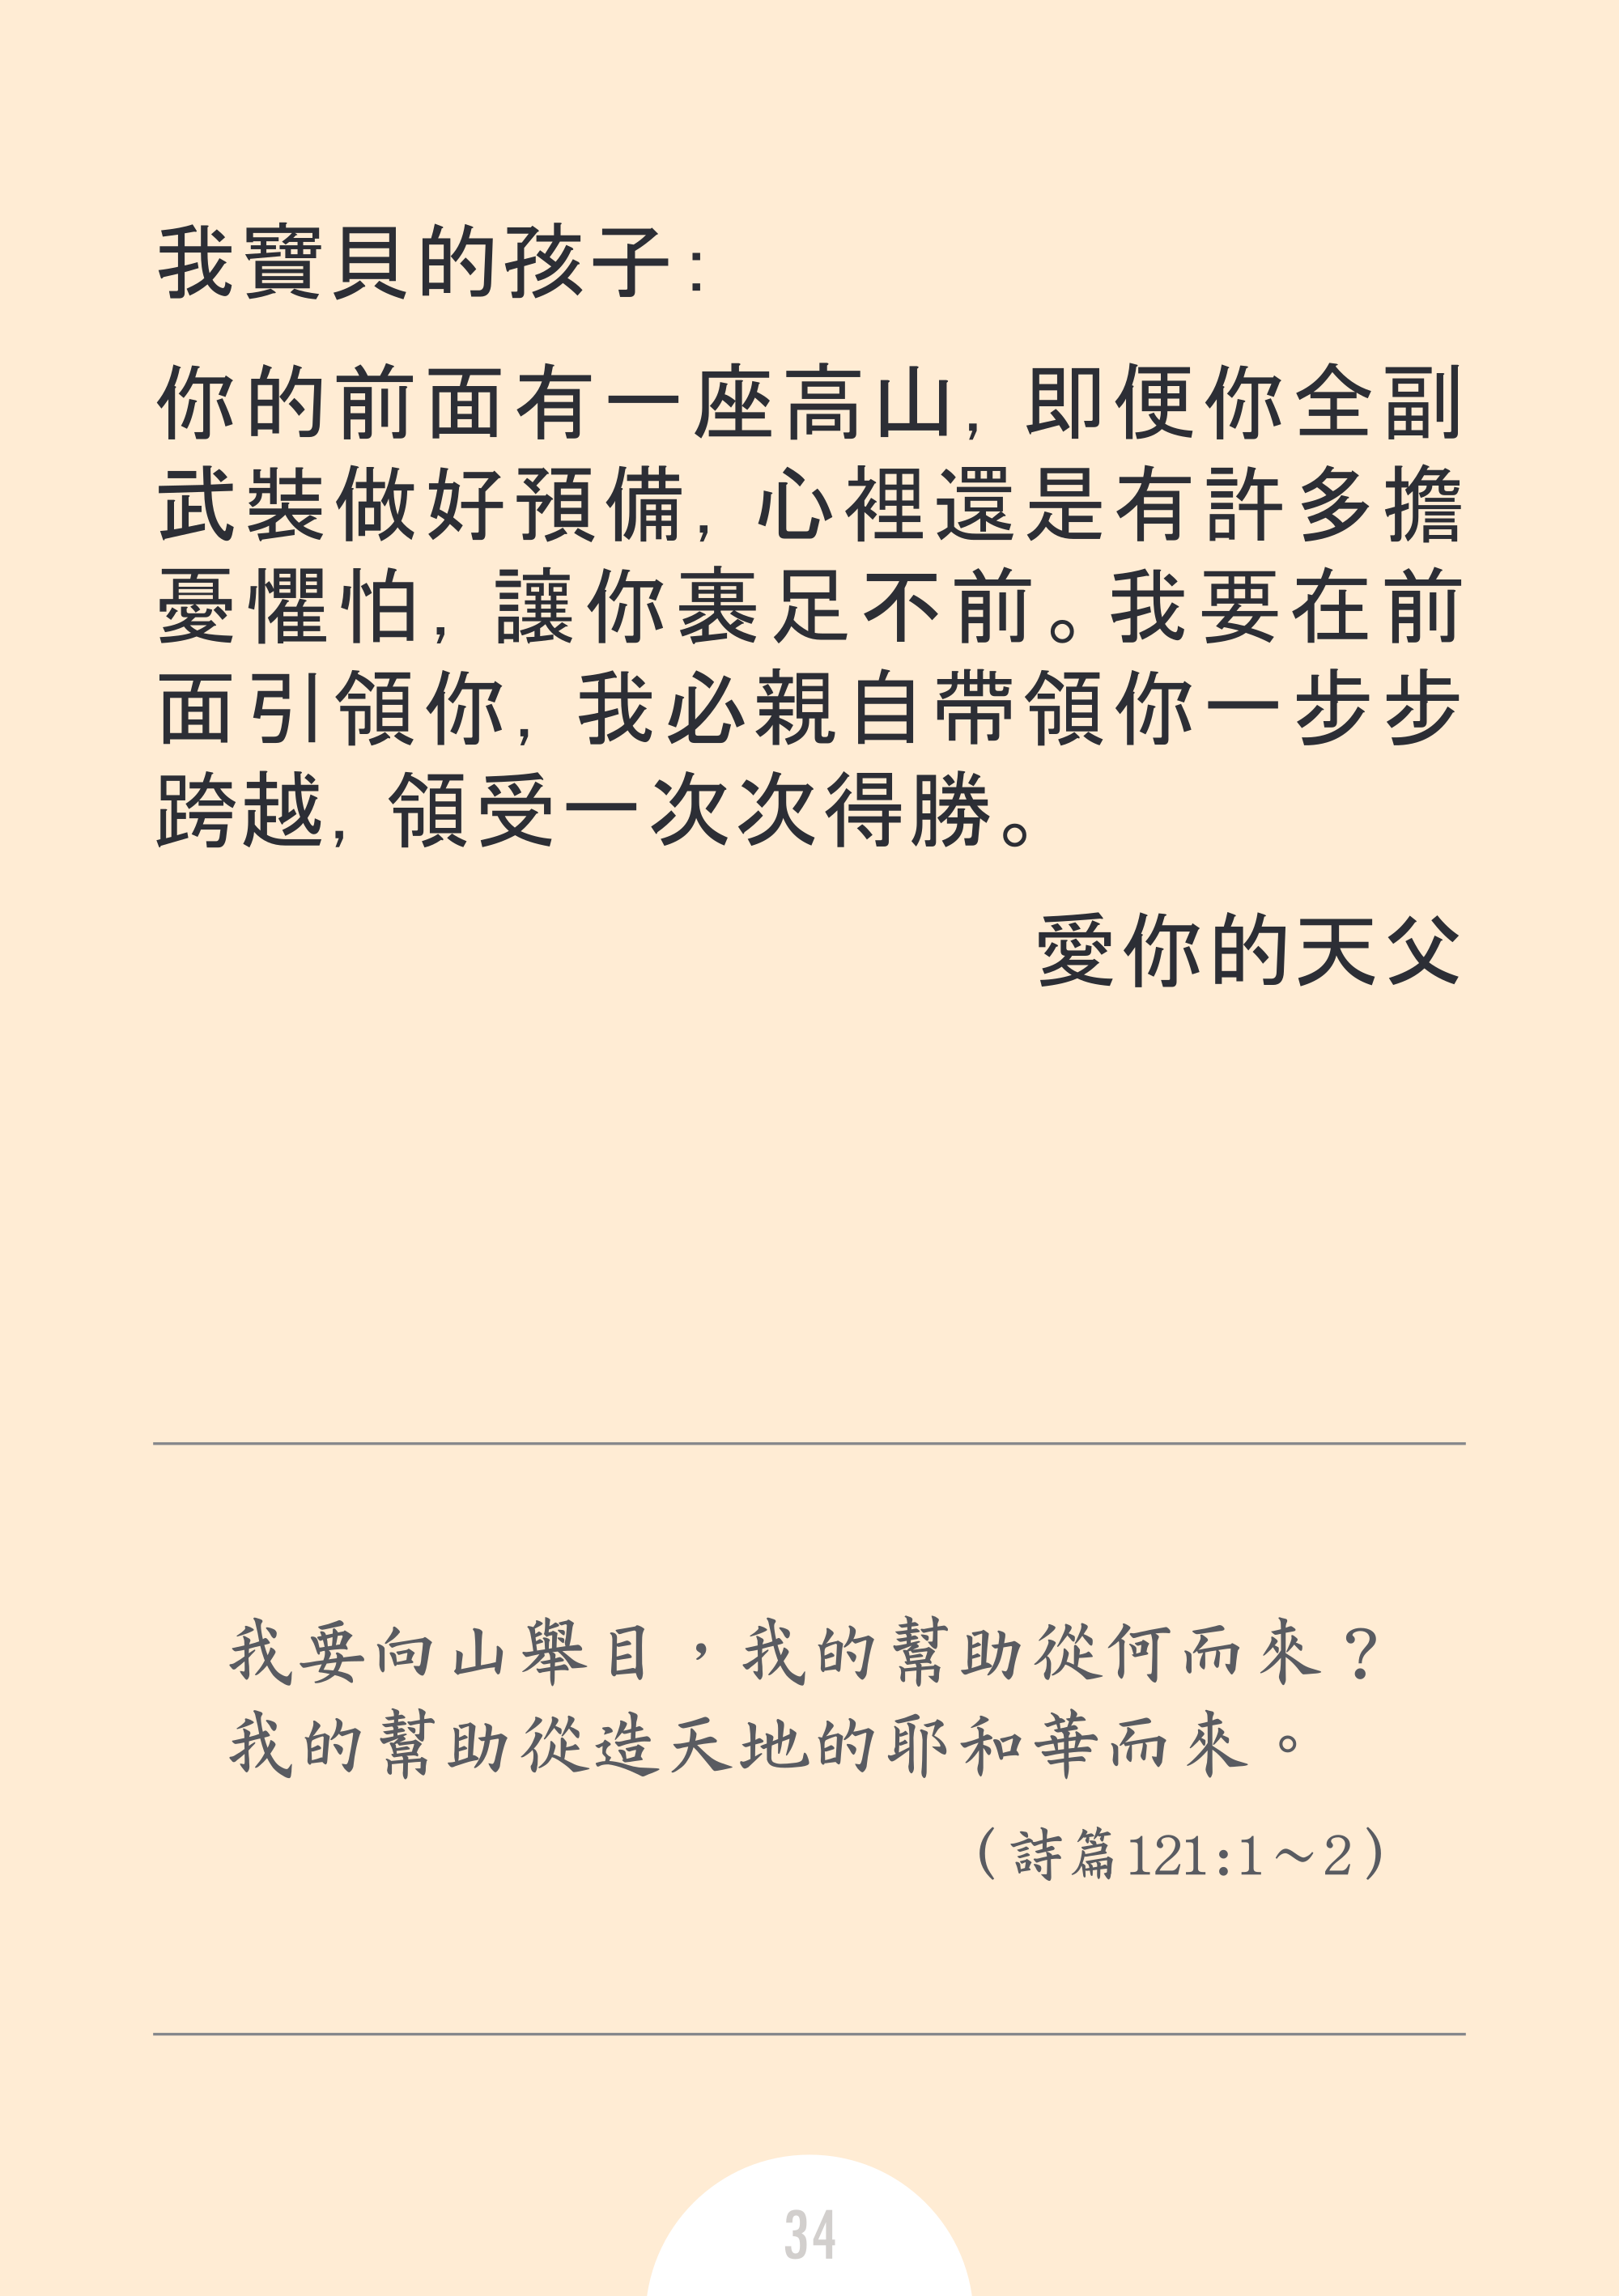 我寶貝的孩子：
你的前面有一座高山，即便你全副
武裝做好預備，心裡還是有許多擔
憂懼怕，讓你裹足不前。我要在前
面引領你，我必親自帶領你一步步
跨越，領受一次次得勝。
愛你的天父
我要向山舉目，我的幫助從何而來？
我的幫助從造天地的耶和華而來。
（詩篇121:1～2）
34